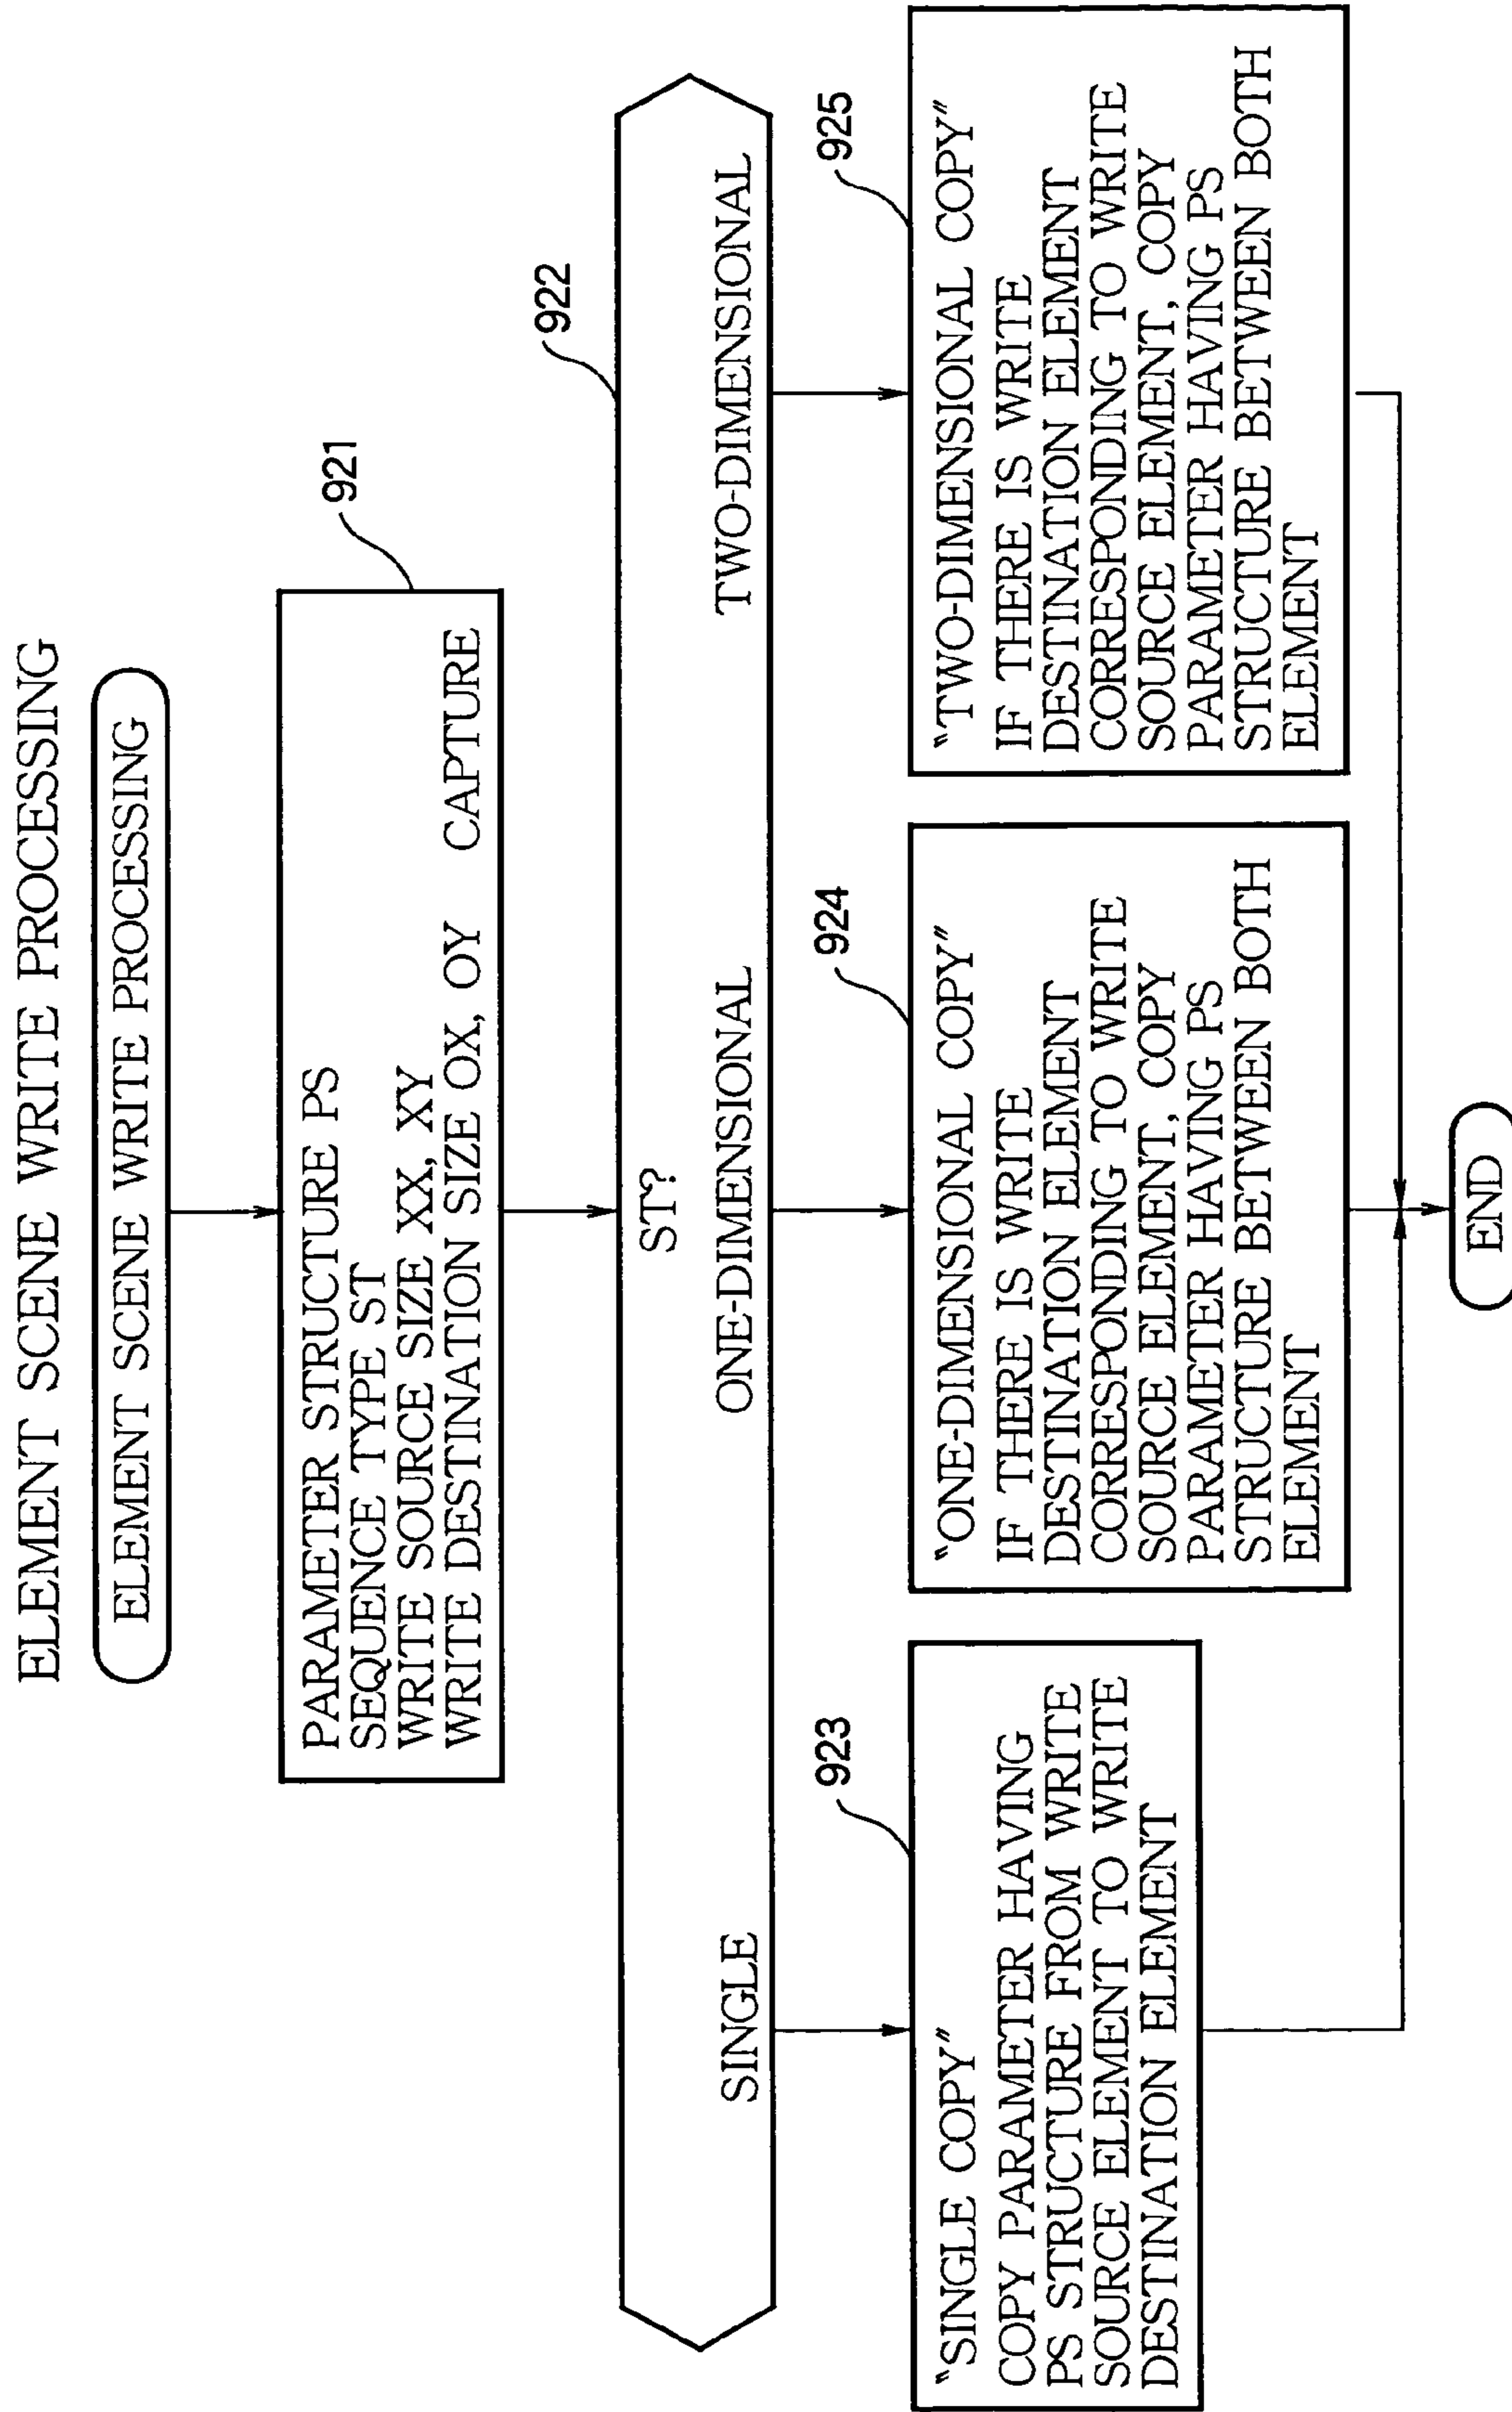 ELEMENT SCENE WRITE PROCESSING
ELEMENT SCENE WRITE PROCESSING
921
PARAMETER STRUCTURE PS
SEQUENCE TYPE ST
WRITE SOURCE SIZE XX, XY
WRITE DESTINATION SIZE OX, OY CAPTURE
922
ST?
SINGLE
ONE-DIMENSIONAL
TWO-DIMENSIONAL
923
"SINGLE COPY"
COPY PARAMETER HAVING
PS STRUCTURE FROM WRITE
SOURCE ELEMENT TO WRITE
DESTINATION ELEMENT
924
"ONE-DIMENSIONAL COPY"
IF THERE IS WRITE
DESTINATION ELEMENT
CORRESPONDING TO WRITE
SOURCE ELEMENT, COPY
PARAMETER HAVING PS
STRUCTURE BETWEEN BOTH
ELEMENT
925
"TWO-DIMENSIONAL COPY"
IF THERE IS WRITE
DESTINATION ELEMENT
CORRESPONDING TO WRITE
SOURCE ELEMENT, COPY
PARAMETER HAVING PS
STRUCTURE BETWEEN BOTH
ELEMENT
END